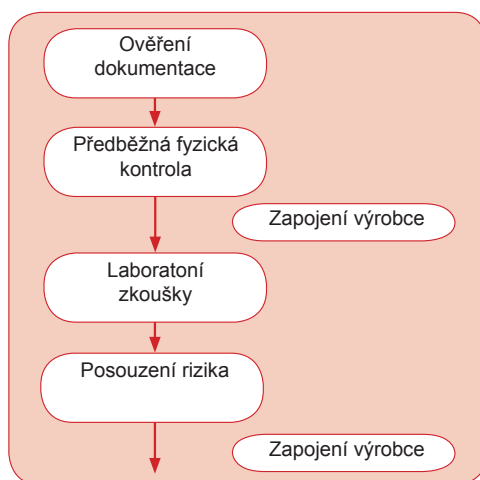 Ověření
dokumentace
Předběžná fyzická
kontrola
Zapojení výrobce
Laboratoní
zkoušky
Posouzení rizika
Zapojení výrobce